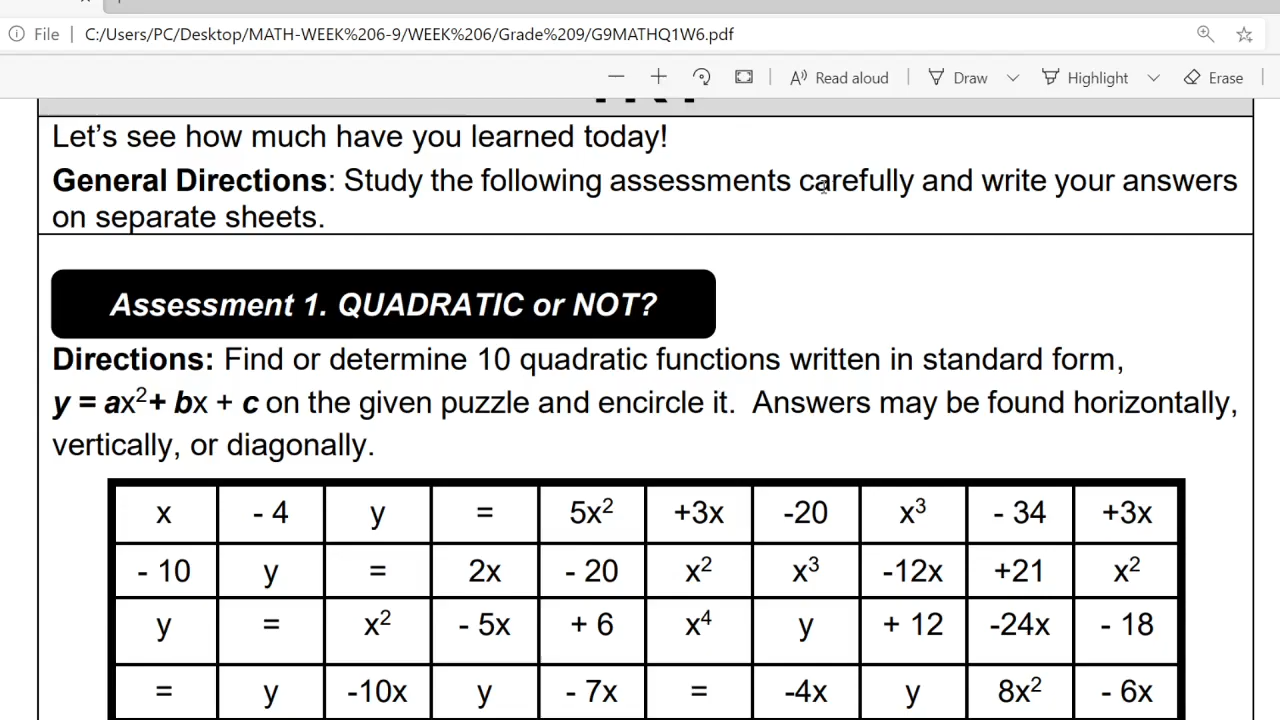 File | C:/Users/PC/Desktop/MATH-WEEK%206-9/WEEK%206/Grade%209/G9MATHQ1W6.pdf
Read aloud Draw Highlight Erase
Let's see how much have you learned today!
General Directions: Study the following assessments carefully and write your answers
on separate sheets.
Assessment 1. QUADRATIC or NOT?
Directions: Find or determine 10 quadratic functions written in standard form,
y = ax²+ bx + c on the given puzzle and encircle it. Answers may be found horizontally,
vertically, or diagonally.
x - 4 y = 5x² +3x -20 x³ - 34 +3x
- 10 y = 2x - 20 x² x³ -12x +21 x²
y = x² - 5x + 6 x⁴ y + 12 -24x - 18
= y -10x y - 7x = -4x y 8x² - 6x